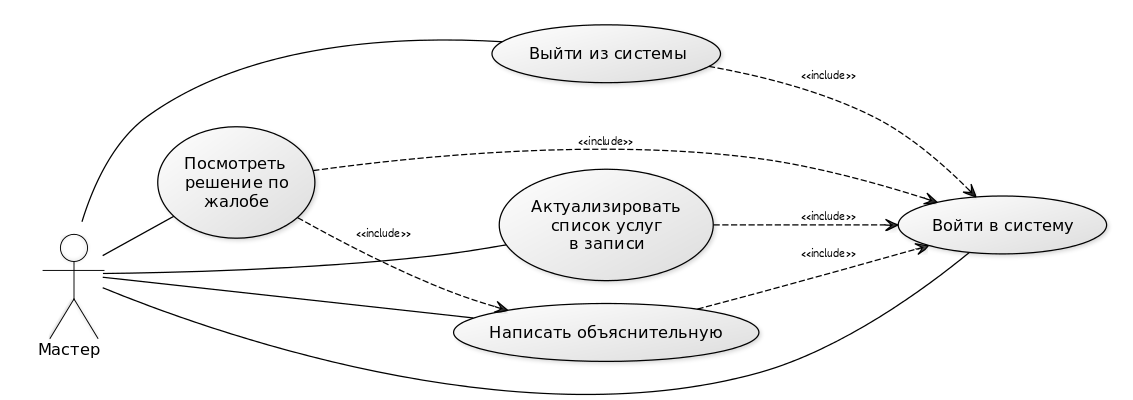 Выйти из системы
<<include>>
<<include>>
Посмотреть
решение по
жалобе
Актуализировать
список услуг
в записи
<<include>>
Войти в систему
<<include>>
<<include>>
Написать объяснительную
Мастер